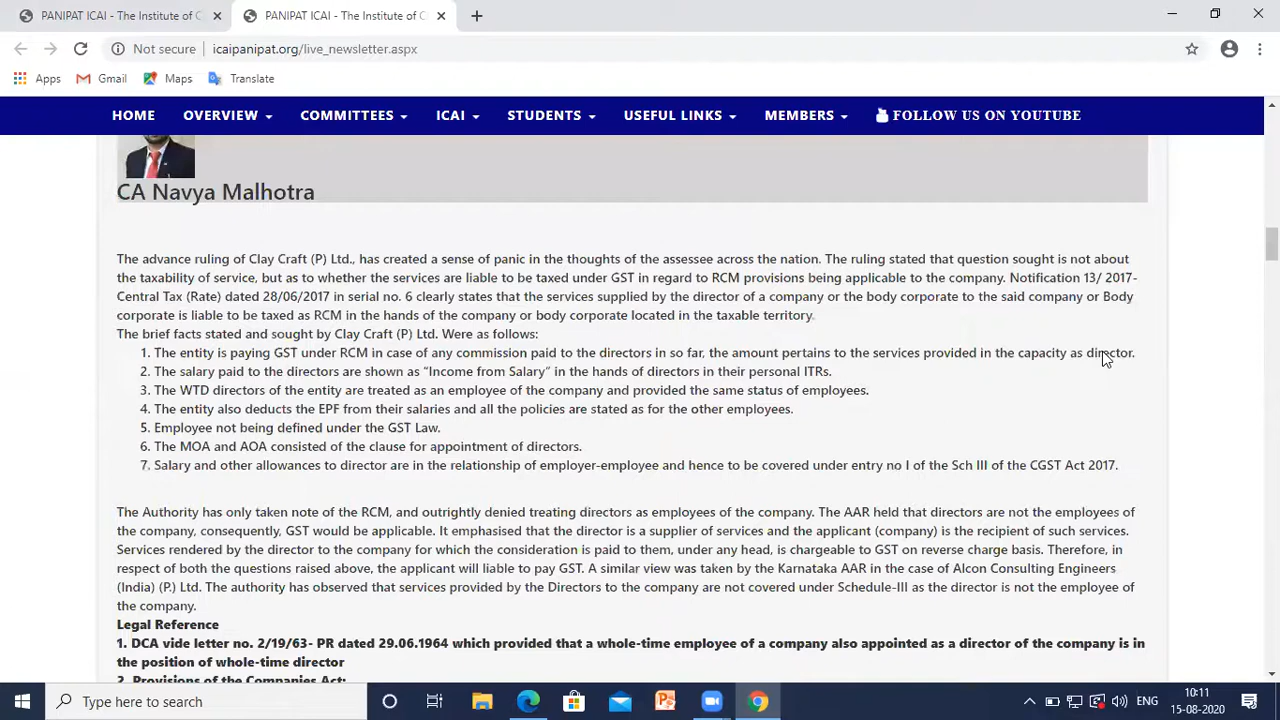 PANIPAT ICAI - The Institute of C
PANIPAT ICAI - The Institute of C
Not secure
icaipanipat.org/live_newsletter.aspx
Apps Gmail Maps Translate
HOME OVERVIEW COMMITTEES ICAI STUDENTS USEFUL LINKS MEMBERS FOLLOW US ON YOUTUBE
CA Navya Malhotra
The advance ruling of Clay Craft (P) Ltd., has created a sense of panic in the thoughts of the assessee across the nation. The ruling stated that question sought is not about
the taxability of service, but as to whether the services are liable to be taxed under GST in regard to RCM provisions being applicable to the company. Notification 13/ 2017-
Central Tax (Rate) dated 28/06/2017 in serial no. 6 clearly states that the services supplied by the director of a company or the body corporate to the said company or Body
corporate is liable to be taxed as RCM in the hands of the company or body corporate located in the taxable territory.
The brief facts stated and sought by Clay Craft (P) Ltd. Were as follows:
1. The entity is paying GST under RCM in case of any commission paid to the directors in so far, the amount pertains to the services provided in the capacity as director.
2. The salary paid to the directors are shown as “Income from Salary” in the hands of directors in their personal ITRs.
3. The WTD directors of the entity are treated as an employee of the company and provided the same status of employees.
4. The entity also deducts the EPF from their salaries and all the policies are stated as for the other employees.
5. Employee not being defined under the GST Law.
6. The MOA and AOA consisted of the clause for appointment of directors.
7. Salary and other allowances to director are in the relationship of employer-employee and hence to be covered under entry no I of the Sch III of the CGST Act 2017.
The Authority has only taken note of the RCM, and outrightly denied treating directors as employees of the company. The AAR held that directors are not the employees of
the company, consequently, GST would be applicable. It emphasised that the director is a supplier of services and the applicant (company) is the recipient of such services.
Services rendered by the director to the company for which the consideration is paid to them, under any head, is chargeable to GST on reverse charge basis. Therefore, in
respect of both the questions raised above, the applicant will liable to pay GST. A similar view was taken by the Karnataka AAR in the case of Alcon Consulting Engineers
(India) (P.) Ltd. The authority has observed that services provided by the Directors to the company are not covered under Schedule-III as the director is not the employee of
the company.
Legal Reference
1. DCA vide letter no. 2/19/63- PR dated 29.06.1964 which provided that a whole-time employee of a company also appointed as a director of the company is in
the position of whole-time director
2. Provisions of the Companies Act:
Type here to search
ENG
10:11
15-08-2020